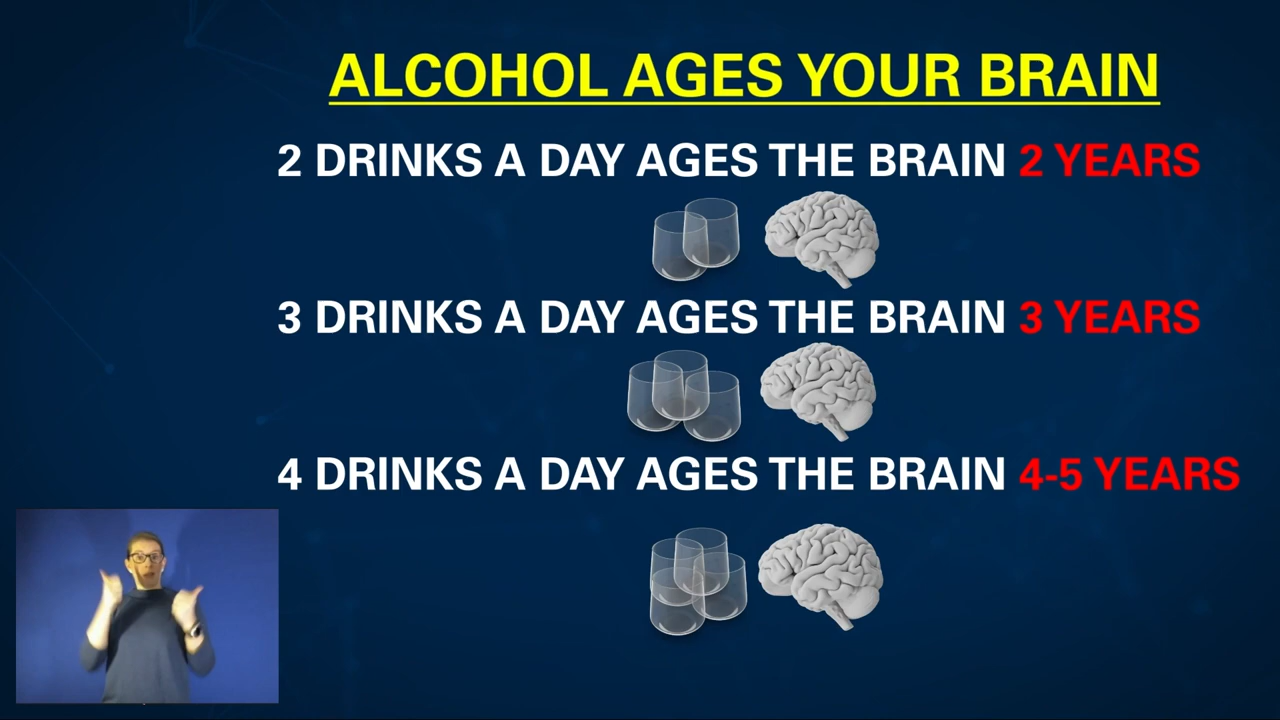 ALCOHOL AGES YOUR BRAIN
2 DRINKS A DAY AGES THE BRAIN 2 YEARS
3 DRINKS A DAY AGES THE BRAIN 3 YEARS
4 DRINKS A DAY AGES THE BRAIN 4-5 YEARS